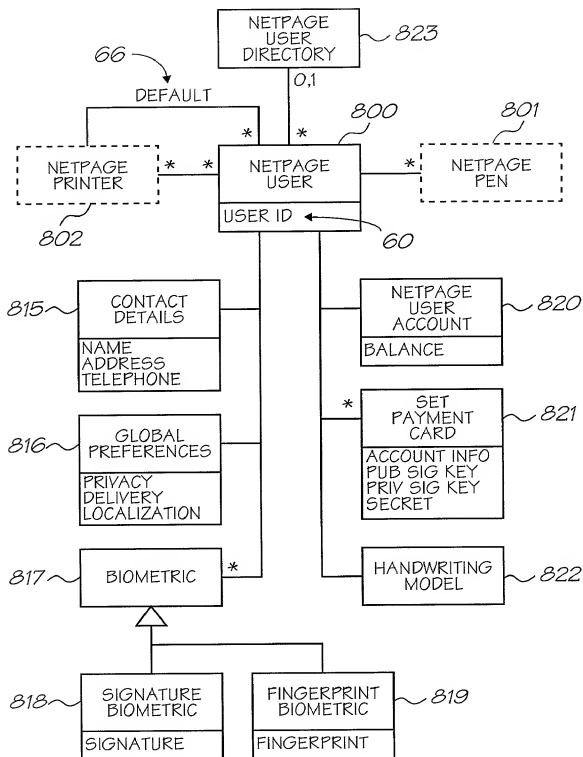 NETPAGE
USER
DIRECTORY
823
66
0,1
DEFAULT
*
*
800
801
NETPAGE
PRINTER
*
*
NETPAGE
USER
*
NETPAGE
PEN
802
USER ID
60
815
CONTACT
DETAILS
NAME
ADDRESS
TELEPHONE
NETPAGE
USER
ACCOUNT
820
BALANCE
816
GLOBAL
PREFERENCES
PRIVACY
DELIVERY
LOCALIZATION
*
SET
PAYMENT
CARD
821
ACCOUNT INFO
PUB SIG KEY
PRIV SIG KEY
SECRET
817
BIOMETRIC
*
HANDWRITING
MODEL
822
818
SIGNATURE
BIOMETRIC
SIGNATURE
FINGERPRINT
BIOMETRIC
819
FINGERPRINT